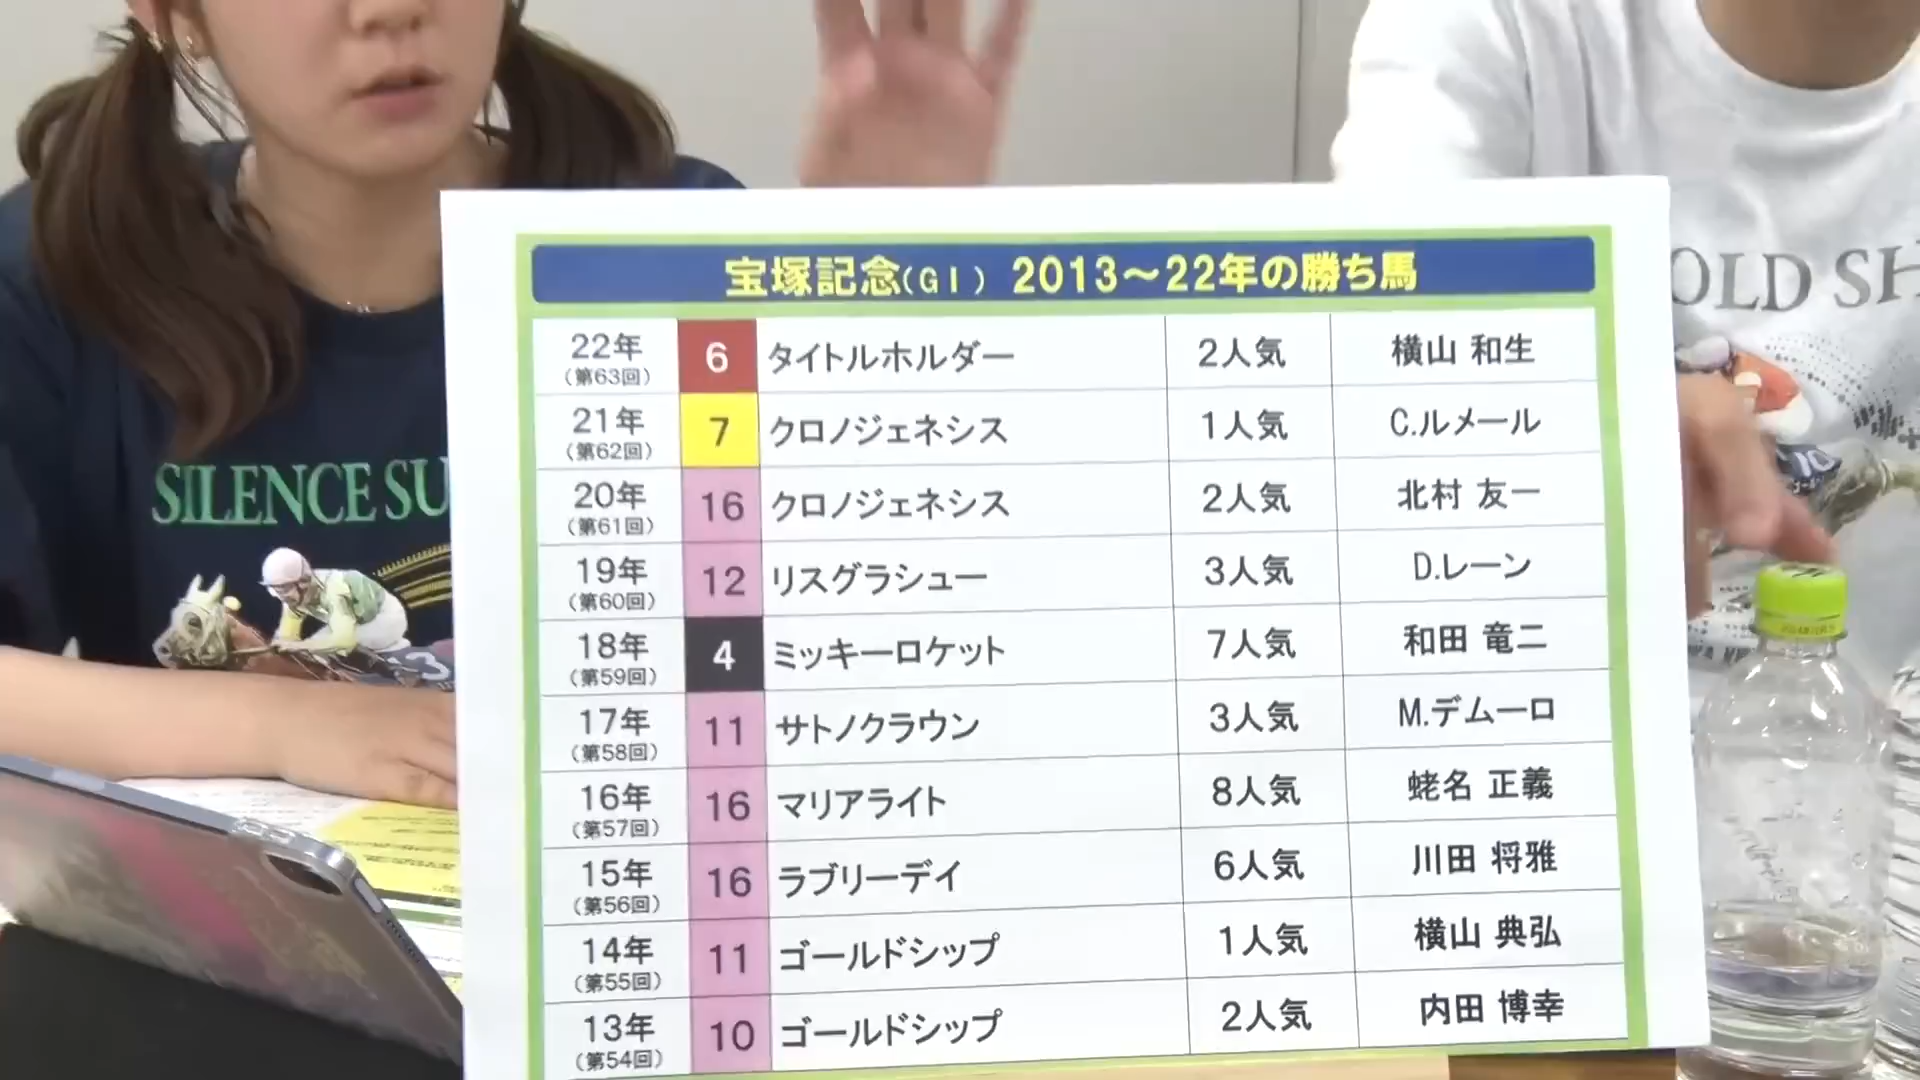 宝塚記念(GI) 2013〜22年の勝ち馬
22年 (第63回) 6 タイトルホルダー 2人気 横山 和生
21年 (第62回) 7 クロノジェネシス 1人気 C.ルメール
20年 (第61回) 16 クロノジェネシス 2人気 北村 友一
19年 (第60回) 12 リスグラシュー 3人気 D.レーン
18年 (第59回) 4 ミッキーロケット 7人気 和田 竜二
17年 (第58回) 11 サトノクラウン 3人気 M.デムーロ
16年 (第57回) 16 マリアライト 8人気 蛯名 正義
15年 (第56回) 16 ラブリーデイ 6人気 川田 将雅
14年 (第55回) 11 ゴールドシップ 1人気 横山 典弘
13年 (第54回) 10 ゴールドシップ 2人気 内田 博幸
SILENCE SU
13
OLD SH
10